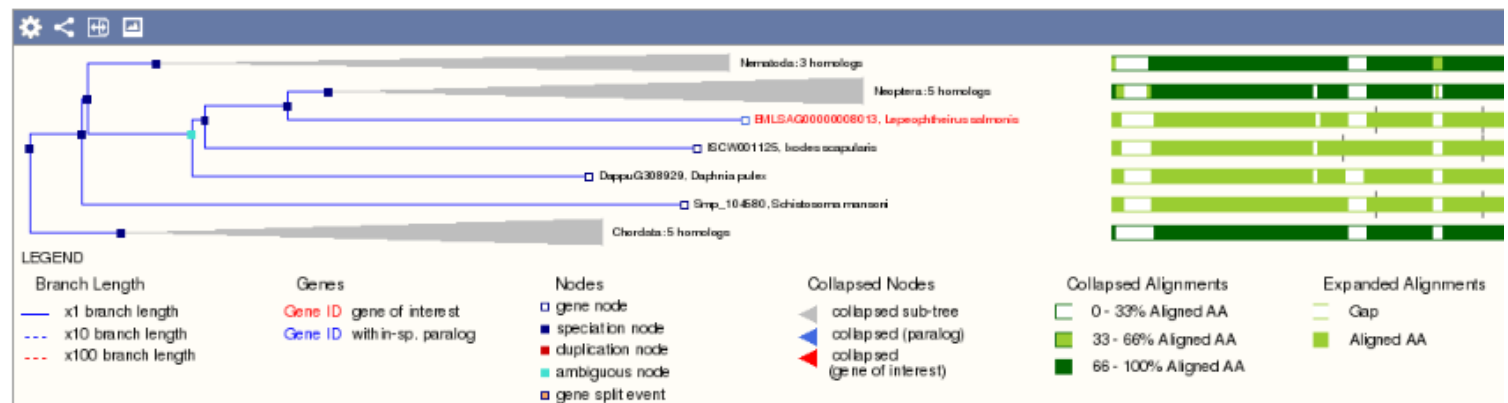 Nematoda: 3 homologs
Neoptera: 5 homologs
EMLSAG00000008013, Lepeophtheirus salmonis
ISCW001125, Ixodes scapularis
DappuG308929, Daphnia pulex
Smp_104580, Schistosoma mansoni
Chordata: 5 homologs
LEGEND
Branch Length
x1 branch length
x10 branch length
x100 branch length
Genes
Gene ID gene of interest
Gene ID within-sp. paralog
Nodes
gene node
speciation node
duplication node
ambiguous node
gene split event
Collapsed Nodes
collapsed sub-tree
collapsed (paralog)
collapsed
(gene of interest)
Collapsed Alignments
0 - 33% Aligned AA
33 - 66% Aligned AA
66 - 100% Aligned AA
Expanded Alignments
Gap
Aligned AA